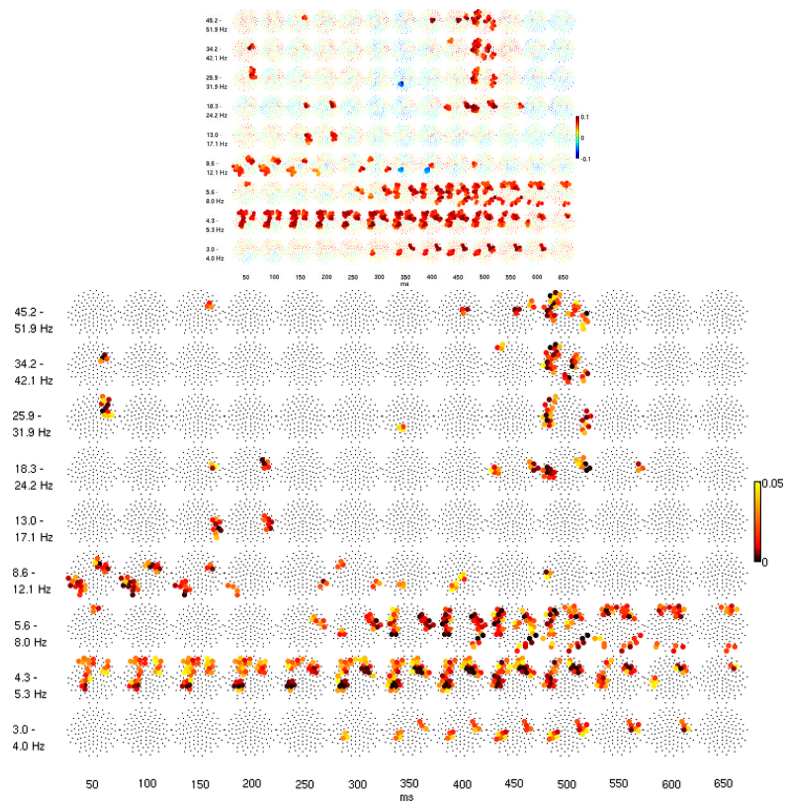 45.2 -
51.9 Hz
34.2 -
42.1 Hz
25.9 -
31.9 Hz
18.3 -
24.2 Hz
13.0 -
17.1 Hz
8.6 -
12.1 Hz
5.6 -
8.0 Hz
4.3 -
5.3 Hz
3.0 -
4.0 Hz
0.1
0
-0.1
50 100 150 200 250 300 350 400 450 500 550 600 650
ms
45.2 -
51.9 Hz
34.2 -
42.1 Hz
25.9 -
31.9 Hz
18.3 -
24.2 Hz
13.0 -
17.1 Hz
8.6 -
12.1 Hz
5.6 -
8.0 Hz
4.3 -
5.3 Hz
3.0 -
4.0 Hz
0.05
0
50 100 150 200 250 300 350 400 450 500 550 600 650
ms